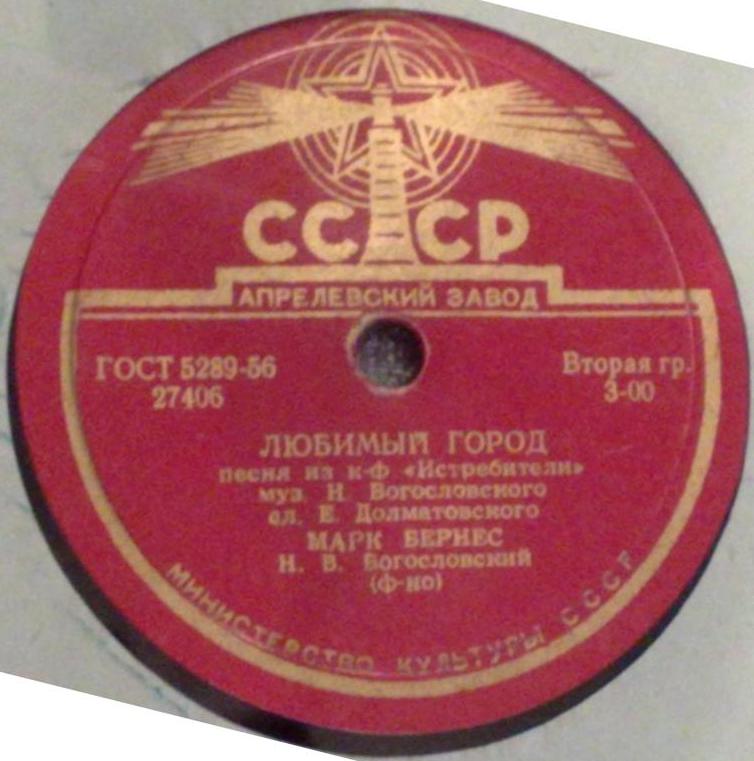 СССР
АПРЕЛЕВСКИЙ ЗАВОД
ГОСТ 5289-56
27406
Вторая гр.
3-00
ЛЮБИМЫЙ ГОРОД
песня из к-ф «Истребители»
муз. Н. Богословского
сл. Е. Долматовского
МАРК БЕРНЕС
Н. В. Богословский
(ф-но)
МИНИСТЕРСТВО КУЛЬТУРЫ СССР